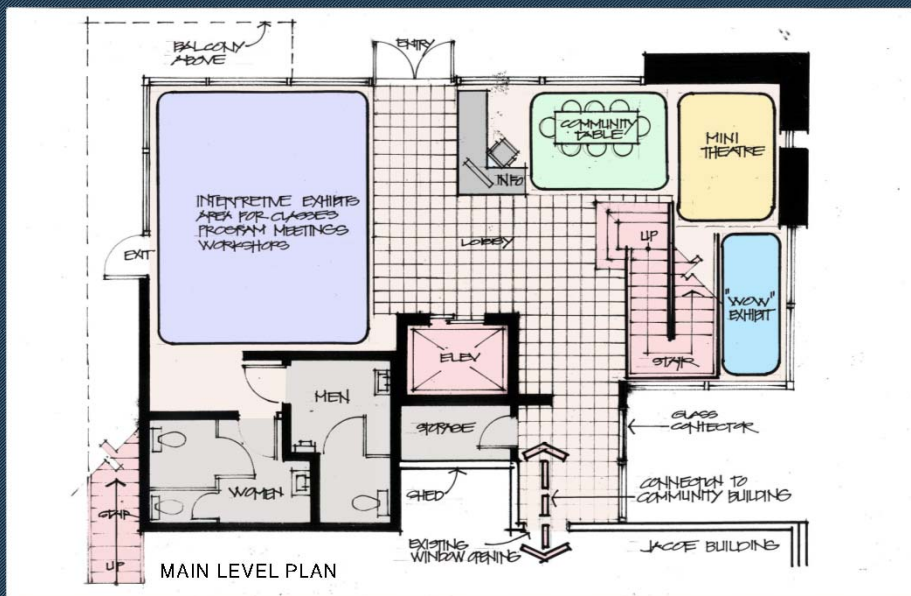 BALCONY
ABOVE
ENTRY
COMMUNITY
TABLE
MINI
THEATRE
INFO
INTERPRETIVE EXHIBITS
AREA FOR CLASSES
PROGRAM MEETINGS
WORKSHOPS
LOBBY
UP
EXIT
"WOW"
EXHIBIT
ELEV
STAIR
MEN
STORAGE
GLASS
CONNECTOR
WOMEN
SHED
CONNECTION TO
COMMUNITY BUILDING
STAIR
EXISTING
WINDOW OPENING
JACOE BUILDING
UP
MAIN LEVEL PLAN